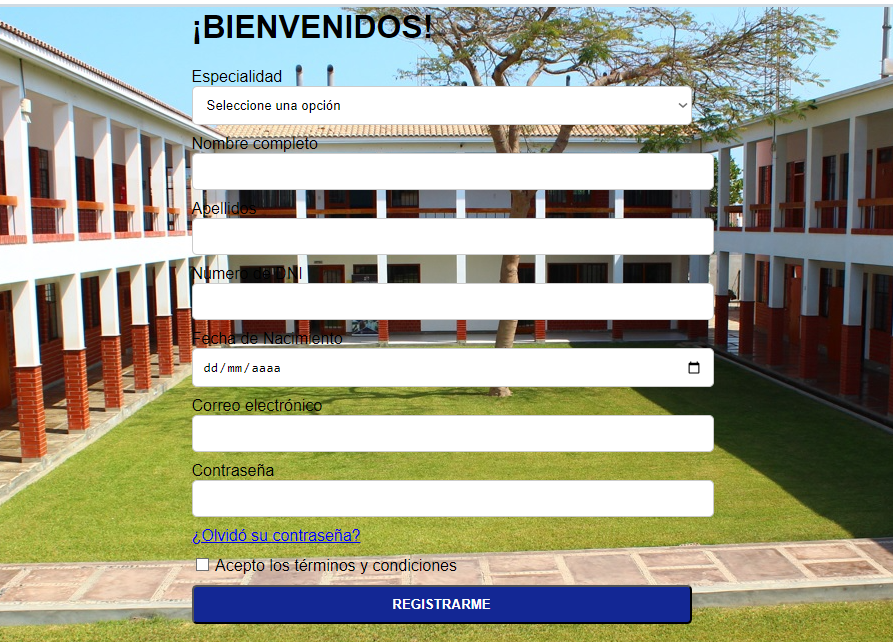 ¡BIENVENIDOS!
Especialidad
Seleccione una opción
Nombre completo
Apellidos
Numero de DNI
Fecha de Nacimiento
dd/mm/aaaa
Correo electrónico
Contraseña
¿Olvidó su contraseña?
Acepto los términos y condiciones
REGISTRARME